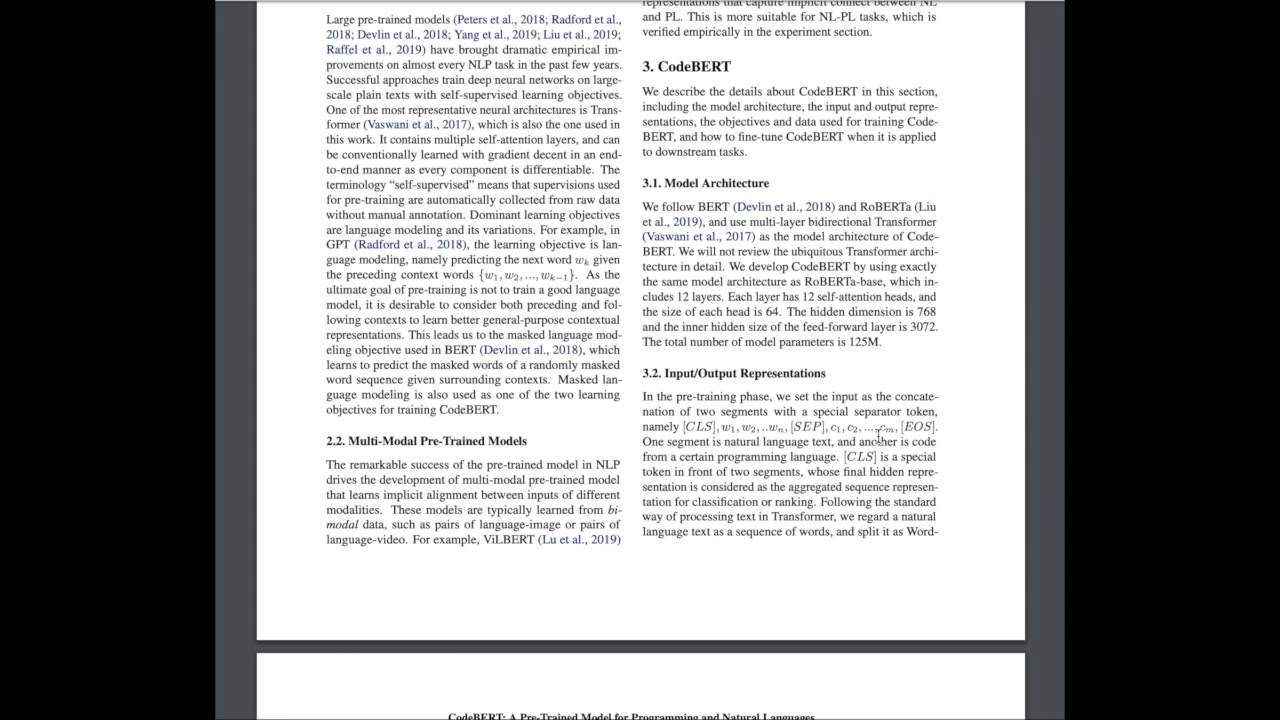 Large pre-trained models (Peters et al., 2018; Radford et al.,
2018; Devlin et al., 2018; Yang et al., 2019; Liu et al., 2019;
Raffel et al., 2019) have brought dramatic empirical im-
provements on almost every NLP task in the past few years.
Successful approaches train deep neural networks on large-
scale plain texts with self-supervised learning objectives.
One of the most representative neural architectures is Trans-
former (Vaswani et al., 2017), which is also the one used in
this work. It contains multiple self-attention layers, and can
be conventionally learned with gradient decent in an end-
to-end manner as every component is differentiable. The
terminology “self-supervised” means that supervisions used
for pre-training are automatically collected from raw data
without manual annotation. Dominant learning objectives
are language modeling and its variations. For example, in
GPT (Radford et al., 2018), the learning objective is lan-
guage modeling, namely predicting the next word w_k given
the preceding context words {w_1, w_2, ..., w_{k−1}}. As the
ultimate goal of pre-training is not to train a good language
model, it is desirable to consider both preceding and fol-
lowing contexts to learn better general-purpose contextual
representations. This leads us to the masked language mod-
eling objective used in BERT (Devlin et al., 2018), which
learns to predict the masked words of a randomly masked
word sequence given surrounding contexts. Masked lan-
guage modeling is also used as one of the two learning
objectives for training CodeBERT.
2.2. Multi-Modal Pre-Trained Models
The remarkable success of the pre-trained model in NLP
drives the development of multi-modal pre-trained model
that learns implicit alignment between inputs of different
modalities. These models are typically learned from bi-
modal data, such as pairs of language-image or pairs of
language-video. For example, ViLBERT (Lu et al., 2019)
representations that capture implicit connect between NL
and PL. This is more suitable for NL-PL tasks, which is
verified empirically in the experiment section.
3. CodeBERT
We describe the details about CodeBERT in this section,
including the model architecture, the input and output repre-
sentations, the objectives and data used for training Code-
BERT, and how to fine-tune CodeBERT when it is applied
to downstream tasks.
3.1. Model Architecture
We follow BERT (Devlin et al., 2018) and RoBERTa (Liu
et al., 2019), and use multi-layer bidirectional Transformer
(Vaswani et al., 2017) as the model architecture of Code-
BERT. We will not review the ubiquitous Transformer archi-
tecture in detail. We develop CodeBERT by using exactly
the same model architecture as RoBERTa-base, which in-
cludes 12 layers. Each layer has 12 self-attention heads, and
the size of each head is 64. The hidden dimension is 768
and the inner hidden size of the feed-forward layer is 3072.
The total number of model parameters is 125M.
3.2. Input/Output Representations
In the pre-training phase, we set the input as the concate-
nation of two segments with a special separator token,
namely [CLS], w_1, w_2, ..w_n, [SEP], c_1, c_2, ..., c_m, [EOS].
One segment is natural language text, and another is code
from a certain programming language. [CLS] is a special
token in front of two segments, whose final hidden repre-
sentation is considered as the aggregated sequence represen-
tation for classification or ranking. Following the standard
way of processing text in Transformer, we regard a natural
language text as a sequence of words, and split it as Word-
CodeBERT: A Pre-Trained Model for Programming and Natural Languages